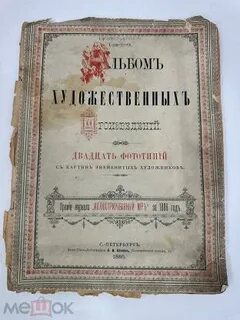 АЛЬБОМЪ
ХУДОЖЕСТВЕННЫХЪ
ПРОИЗВЕДЕНІЙ.
ДВАДЦАТЬ ФОТОТИПІЙ
СЪ КАРТИНЪ ЗНАМЕНИТЫХЪ ХУДОЖНИКОВЪ.
Премія журнала „ИЛЛЮСТРИРОВАННЫЙ МІРЪ" за 1886 годъ.
С.-ПЕТЕРБУРГЪ.
1886.
МЕШОК